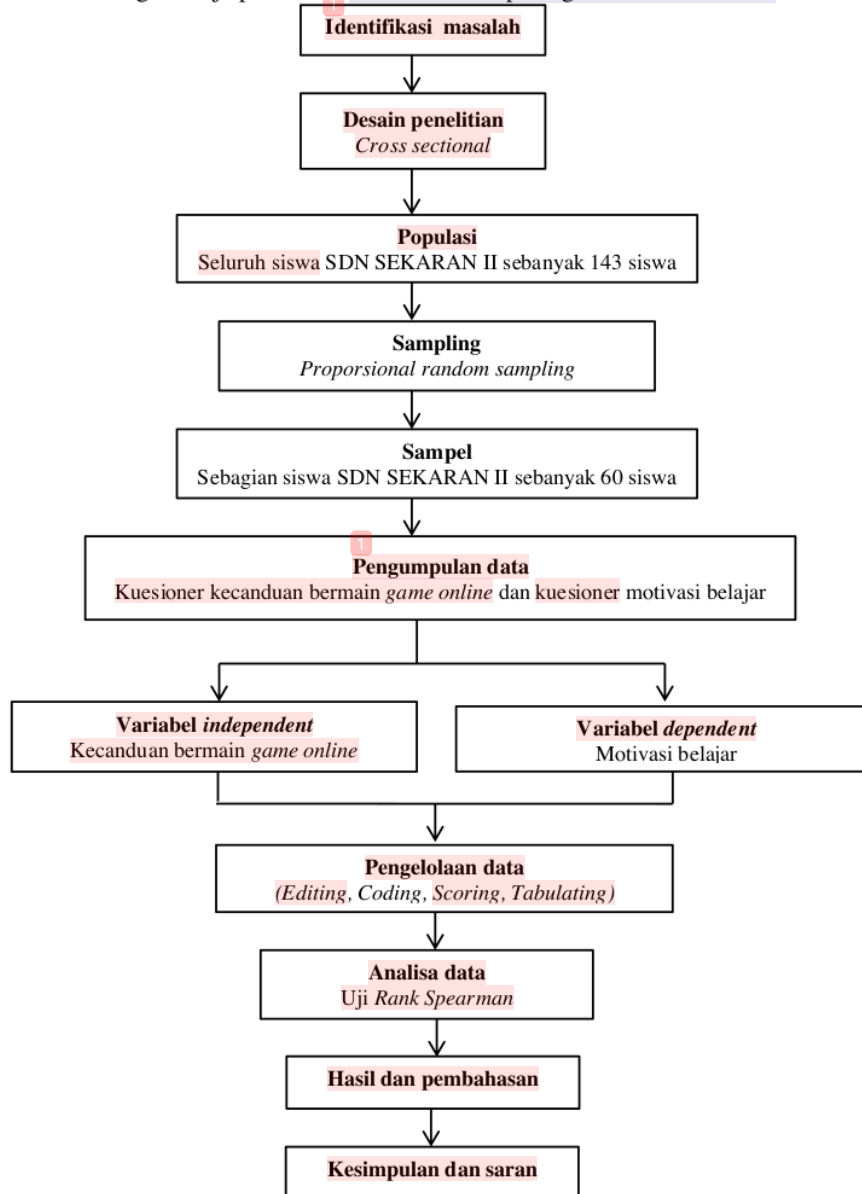 Identifikasi masalah
Desain penelitian
Cross sectional
Populasi
Seluruh siswa SDN SEKARAN II sebanyak 143 siswa
Sampling
Proporsional random sampling
Sampel
Sebagian siswa SDN SEKARAN II sebanyak 60 siswa
1
Pengumpulan data
Kuesioner kecanduan bermain game online dan kuesioner motivasi belajar
Variabel independent
Kecanduan bermain game online
Variabel dependent
Motivasi belajar
Pengelolaan data
(Editing, Coding, Scoring, Tabulating)
Analisa data
Uji Rank Spearman
Hasil dan pembahasan
Kesimpulan dan saran